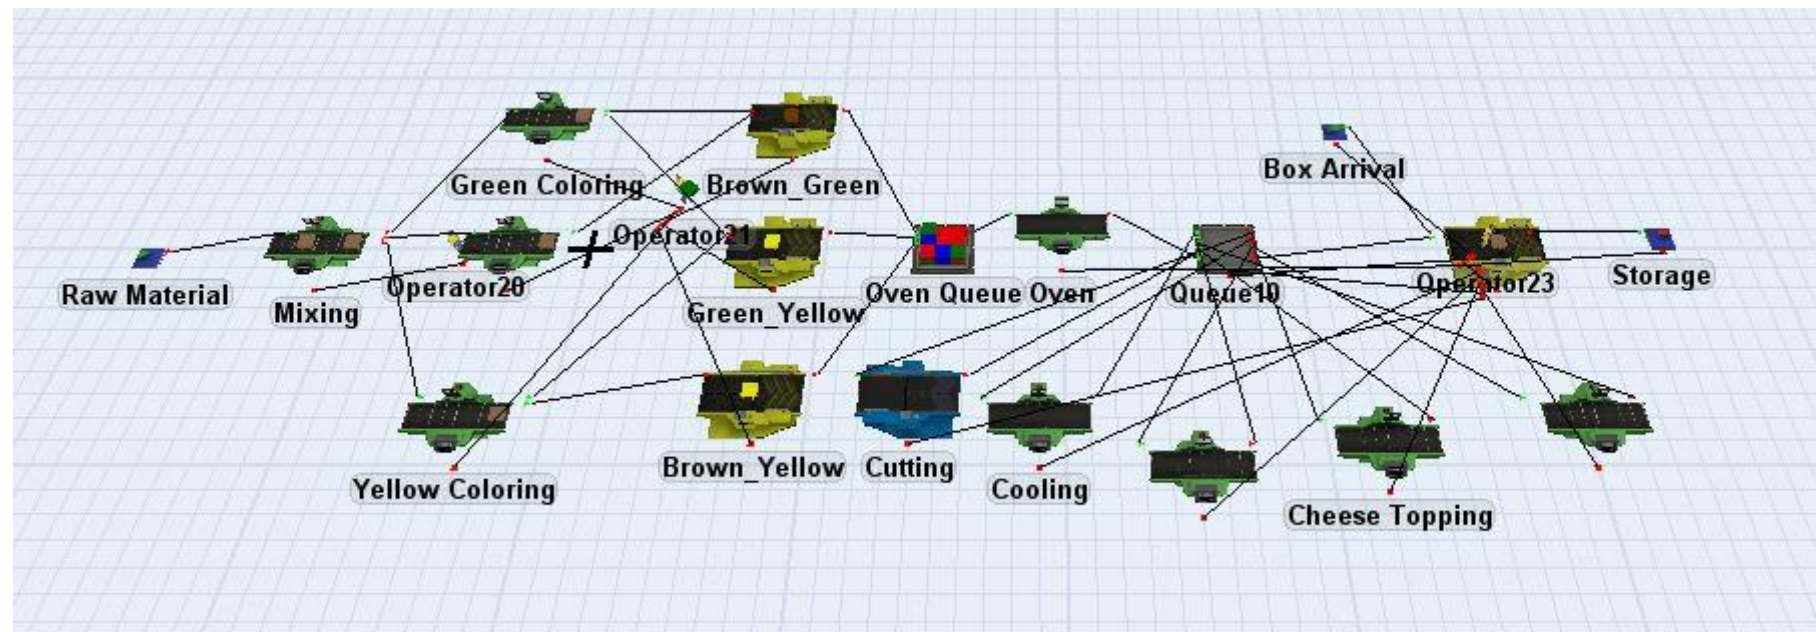 Box Arrival
Green Coloring
Brown_Green
Operator21
Raw Material
Mixing
Operator20
Green_Yellow
Oven Queue
Oven
Queue10
Operator23
Storage
Yellow Coloring
Brown_Yellow
Cutting
Cooling
Cheese Topping